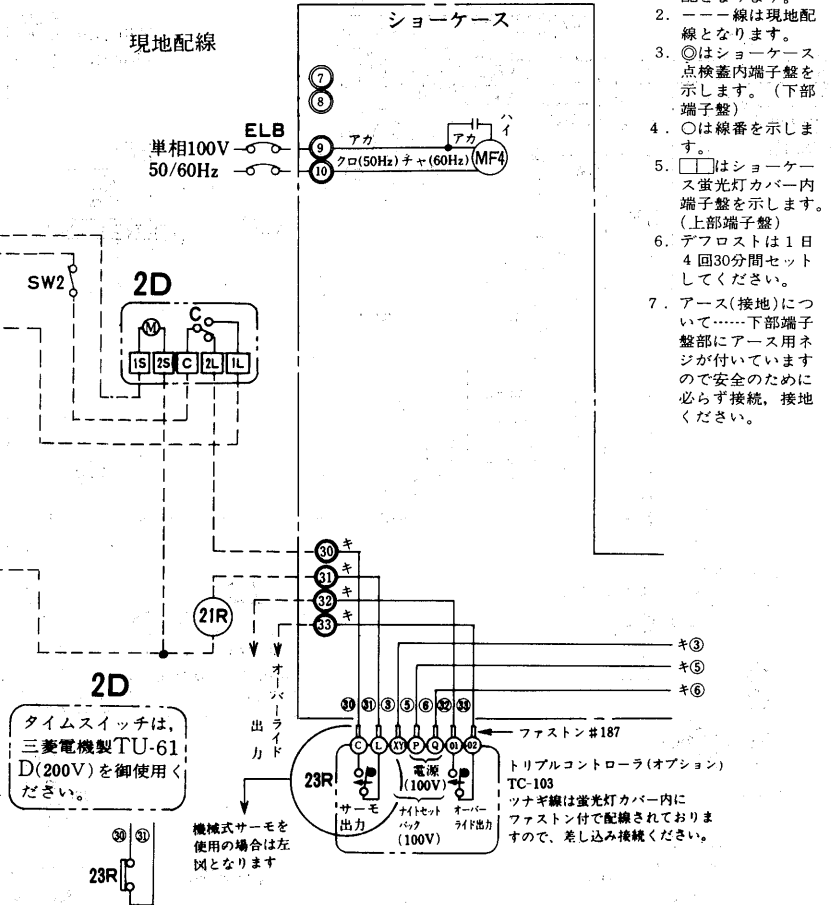 現地配線
ショーケース
⑦
⑧
単相100V
50/60Hz
ELB
⑨
アカ
アカ
ハイ
⑩
クロ(50Hz)チャ(60Hz)
MF4
2. ーーー線は現地配
線となります。
3. ◎はショーケース
点検蓋内端子盤を
示します。（下部
端子盤）
4. ○は線番を示しま
す。
5. □□はショーケー
ス蛍光灯カバー内
端子盤を示します。
(上部端子盤)
6. デフロストは1日
4回30分間セット
してください。
7. アース(接地)につ
いて……下部端子
盤部にアース用ネ
ジが付いています
ので安全のために
必らず接続，接地
ください。
SW2
2D
M
C
1S 2S C 2L 1L
㉚ キ
㉛ キ
㉜ キ
㉝ キ
21R
オーバーライド
出力
キ③
キ⑤
キ⑥
㉚ ㉛ ③ ⑤ ⑥ ㉜ ㉝
ファストン#187
C L XY P Q 01 02
23R
サーモ
出力
電源
(100V)
ナイトセット
バック
(100V)
オーバー
ライド出力
トリプルコントローラ(オプション)
TC-103
ツナギ線は蛍光灯カバー内に
ファストン付で配線されておりま
すので、差し込み接続ください。
2D
タイムスイッチは，
三菱電機製TU-61
D(200V)を御使用く
ださい。
機械式サーモを
使用の場合は左
図となります
㉚ ㉛
23R